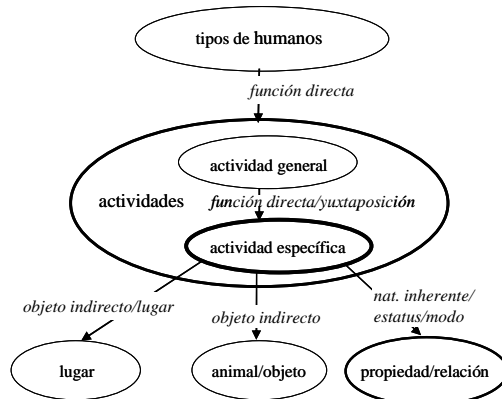 tipos de humanos
función directa
actividad general
actividades
función directa/yuxtaposición
actividad específica
objeto indirecto/lugar
objeto indirecto
nat. inherente/
estatus/modo
lugar
animal/objeto
propiedad/relación